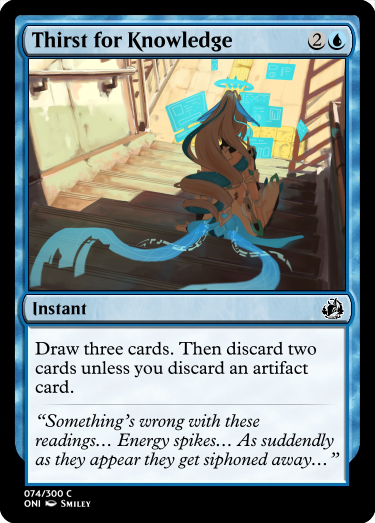 Thirst for Knowledge 2
Instant
Draw three cards. Then discard two
cards unless you discard an artifact
card.
“Something’s wrong with these
readings… Energy spikes… As suddendly
as they appear they get siphoned away…”
074/300 C
ONI Smiley